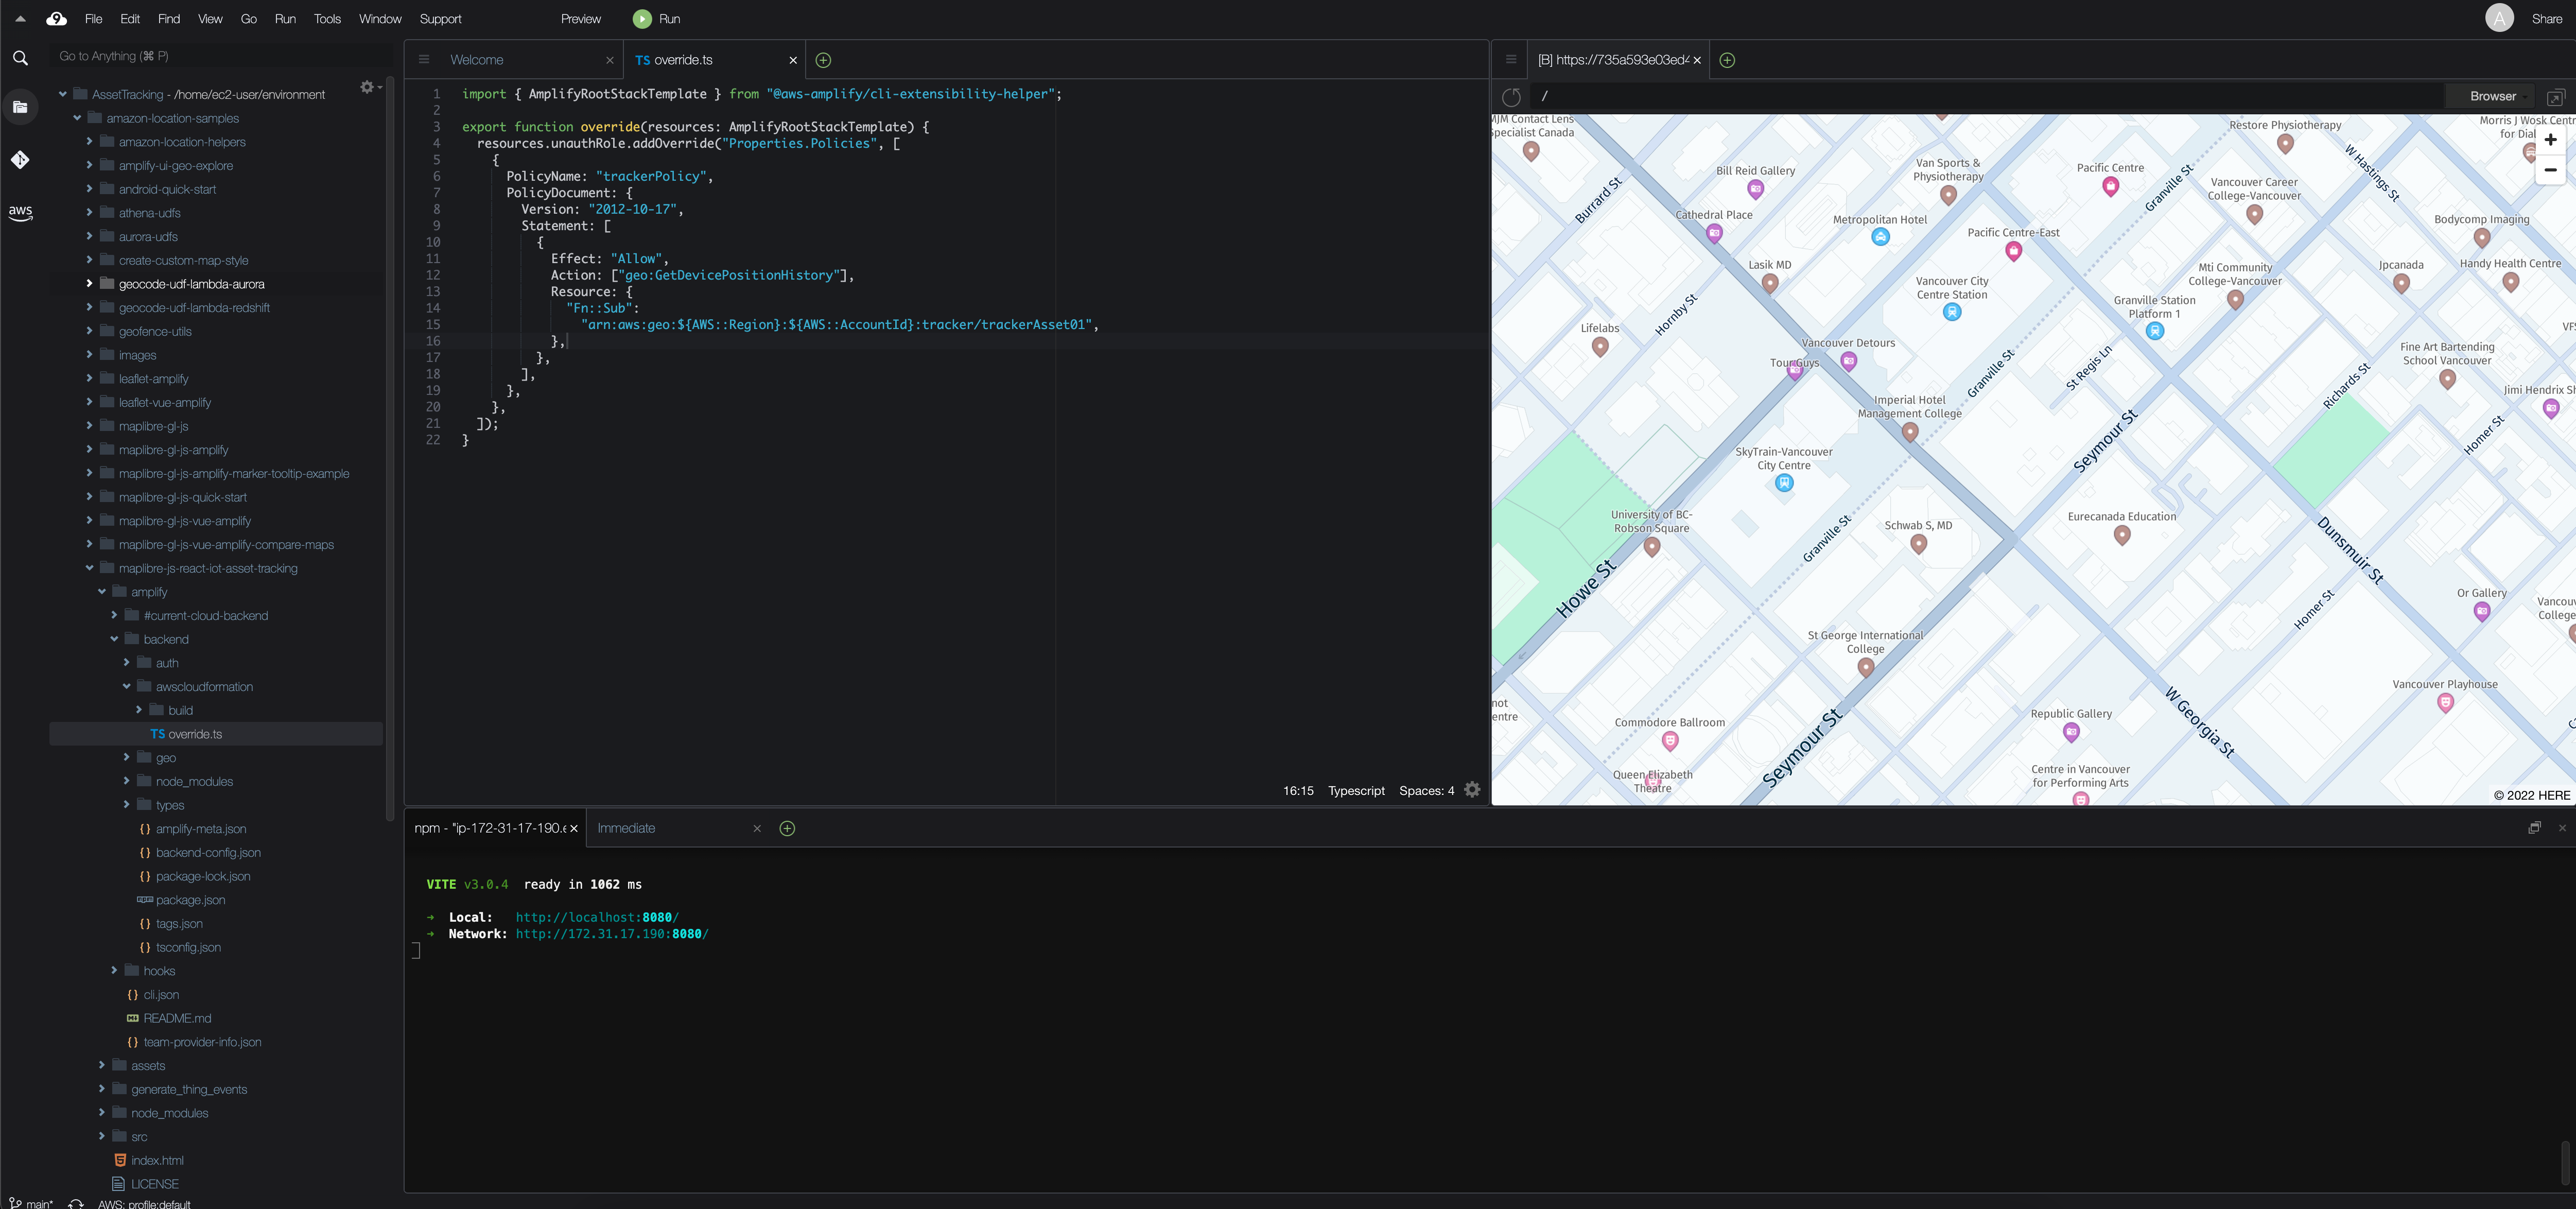 File Edit Find View Go Run Tools Window Support Preview Run
A Share
Go to Anything (⌘ P)
AssetTracking - /home/ec2-user/environment
amazon-location-samples
amazon-location-helpers
amplify-ui-geo-explore
android-quick-start
athena-udfs
aurora-udfs
create-custom-map-style
geocode-udf-lambda-aurora
geocode-udf-lambda-redshift
geofence-utils
images
leaflet-amplify
leaflet-vue-amplify
maplibre-gl-js
maplibre-gl-js-amplify
maplibre-gl-js-amplify-marker-tooltip-example
maplibre-gl-js-quick-start
maplibre-gl-js-vue-amplify
maplibre-gl-js-vue-amplify-compare-maps
maplibre-js-react-iot-asset-tracking
amplify
#current-cloud-backend
backend
auth
awscloudformation
build
TS override.ts
geo
node_modules
types
{} amplify-meta.json
{} backend-config.json
{} package-lock.json
package.json
{} tags.json
{} tsconfig.json
hooks
{} cli.json
README.md
{} team-provider-info.json
assets
generate_thing_events
node_modules
src
index.html
LICENSE
aws
main*
AWS: profile:default
Welcome
TS override.ts
1 import { AmplifyRootStackTemplate } from "@aws-amplify/cli-extensibility-helper";
2
3 export function override(resources: AmplifyRootStackTemplate) {
4 resources.unauthRole.addOverride("Properties.Policies", [
5 {
6 PolicyName: "trackerPolicy",
7 PolicyDocument: {
8 Version: "2012-10-17",
9 Statement: [
10 {
11 Effect: "Allow",
12 Action: ["geo:GetDevicePositionHistory"],
13 Resource: {
14 "Fn::Sub":
15 "arn:aws:geo:${AWS::Region}:${AWS::AccountId}:tracker/trackerAsset01",
16 },
17 },
18 ],
19 },
20 },
21 ]);
22 }
16:15 Typescript Spaces: 4
[B] https://735a593e03ed4
/
Browser
MJM Contact Lens
Specialist Canada
Restore Physiotherapy
Morris J Wosk Centr
for Dial
W Hastings St
Granville St
Pacific Centre
Van Sports &
Physiotherapy
Bill Reid Gallery
Burrard St
Vancouver Career
College-Vancouver
Cathedral Place
Metropolitan Hotel
Bodycomp Imaging
Pacific Centre-East
Lasik MD
Mti Community
College-Vancouver
Jpcanada
Handy Health Centre
Vancouver City
Centre Station
Granville Station
Platform 1
Hornby St
Lifelabs
VFS
Vancouver Detours
Tour Guys
Fine Art Bartending
School Vancouver
Granville St
St Regis Ln
Richards St
Jimi Hendrix Sh
Imperial Hotel
Management College
Homer St
Seymour St
SkyTrain-Vancouver
City Centre
University of BC-
Robson Square
Schwab S, MD
Eurecanada Education
Granville St
Dunsmuir St
Howe St
Or Gallery
Homer St
Vancouv
College
St George International
College
Vancouver Playhouse
not
entre
Republic Gallery
W Georgia St
Commodore Ballroom
Seymour St
Queen Elizabeth
Theatre
Centre in Vancouver
for Performing Arts
© 2022 HERE
npm - "ip-172-31-17-190.e
Immediate
VITE v3.0.4 ready in 1062 ms
➜ Local: http://localhost:8080/
➜ Network: http://172.31.17.190:8080/